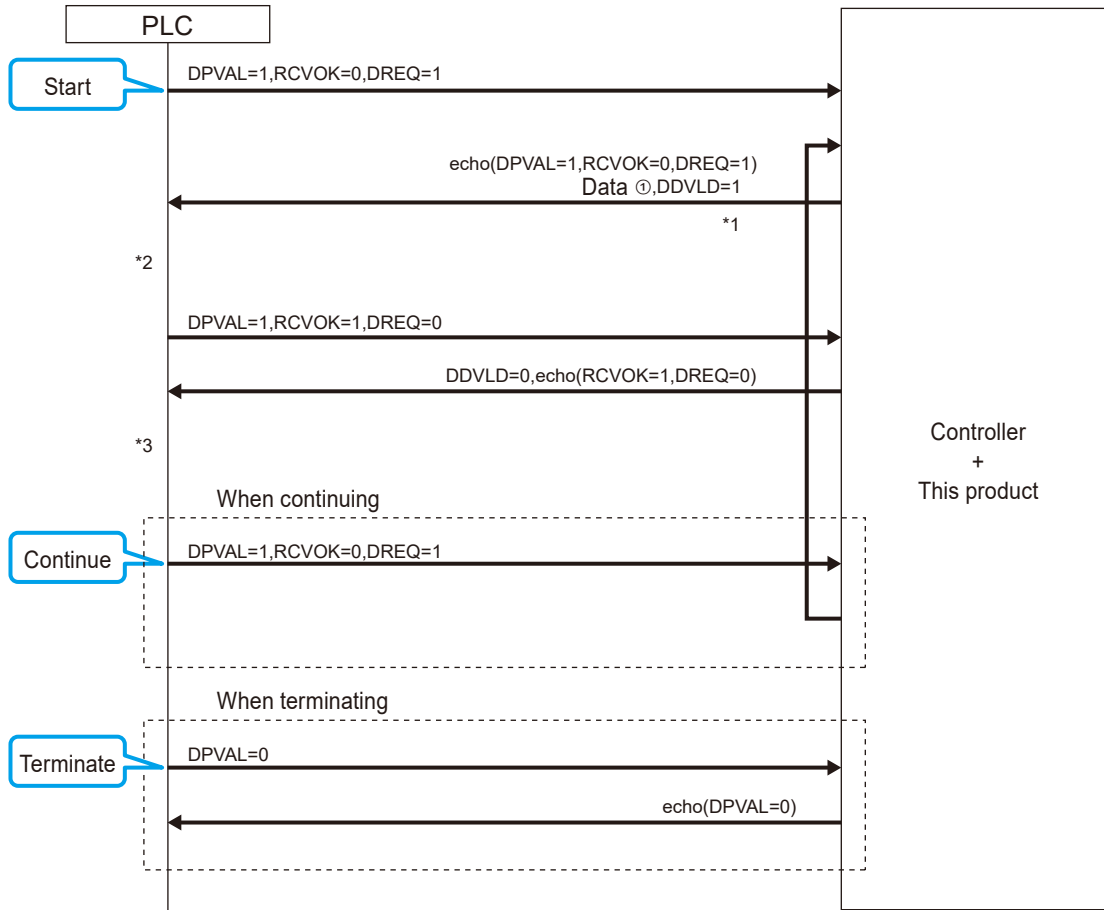 PLC
Start
DPVAL=1,RCVOK=0,DREQ=1
echo(DPVAL=1,RCVOK=0,DREQ=1)
Data ①,DDVLD=1
*1
*2
DPVAL=1,RCVOK=1,DREQ=0
DDVLD=0,echo(RCVOK=1,DREQ=0)
*3
Controller
+
This product
When continuing
Continue
DPVAL=1,RCVOK=0,DREQ=1
When terminating
Terminate
DPVAL=0
echo(DPVAL=0)